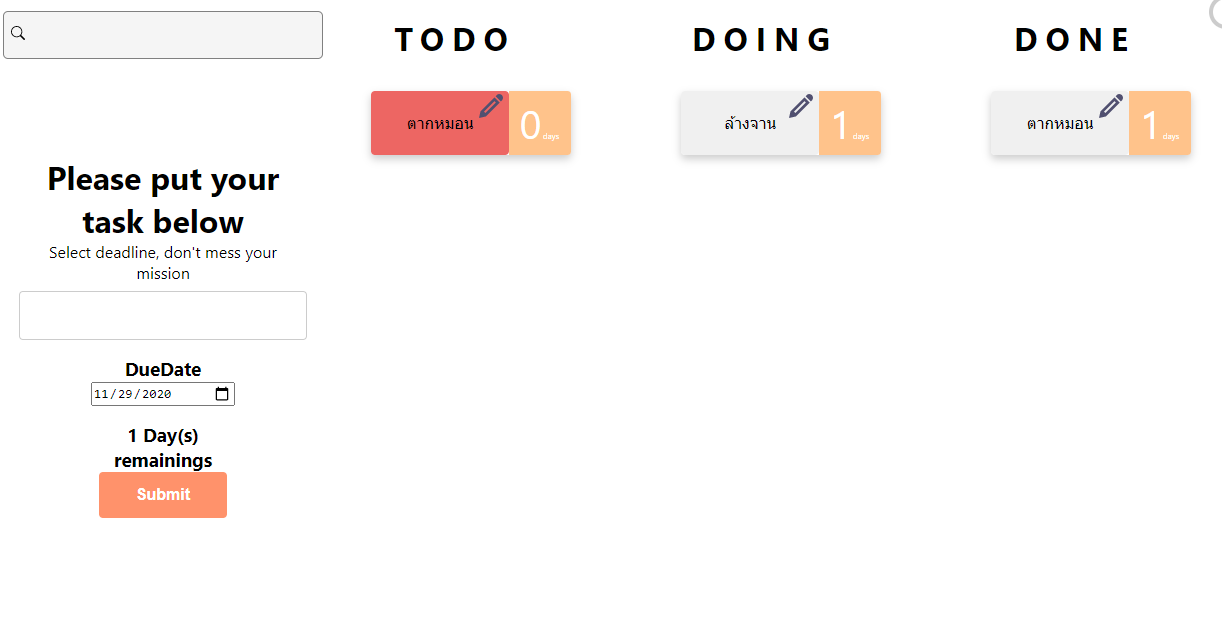 Please put your
task below
Select deadline, don't mess your
mission
DueDate
11/29/2020
1 Day(s)
remainings
Submit
TODO
ตากหมอน
0 days
DOING
ล้างจาน
1 days
DONE
ตากหมอน
1 days